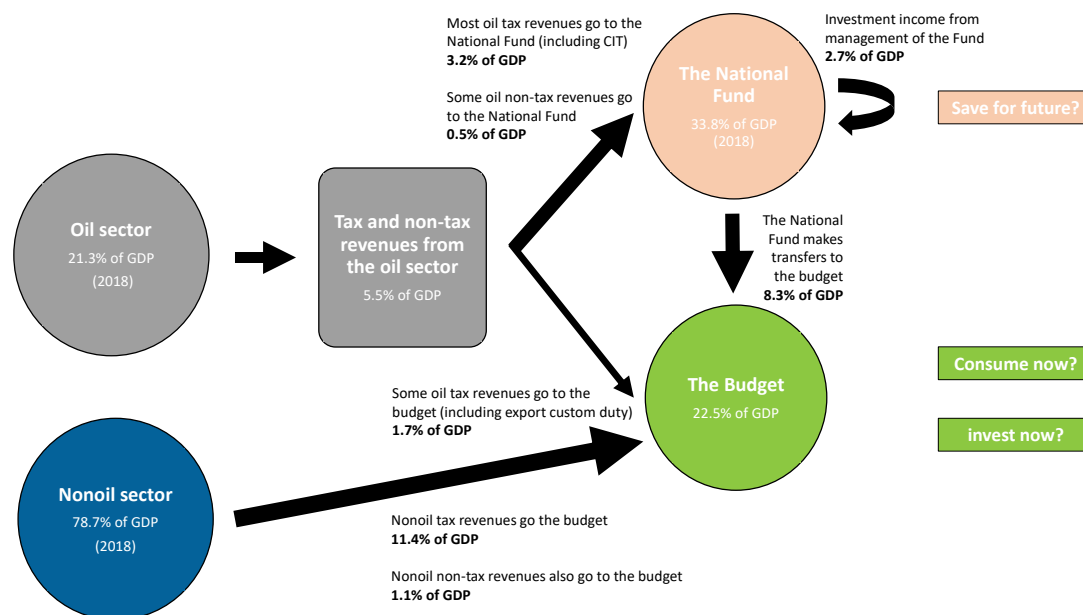 Most oil tax revenues go to the
National Fund (including CIT)
3.2% of GDP
Some oil non-tax revenues go
to the National Fund
0.5% of GDP
The National
Fund
33.8% of GDP
(2018)
Investment income from
management of the Fund
2.7% of GDP
Save for future?
Oil sector
21.3% of GDP
(2018)
Tax and non-tax
revenues from
the oil sector
5.5% of GDP
The National
Fund makes
transfers to
the budget
8.3% of GDP
Some oil tax revenues go to the
budget (including export custom duty)
1.7% of GDP
The Budget
22.5% of GDP
Consume now?
invest now?
Nonoil sector
78.7% of GDP
(2018)
Nonoil tax revenues go the budget
11.4% of GDP
Nonoil non-tax revenues also go to the budget
1.1% of GDP